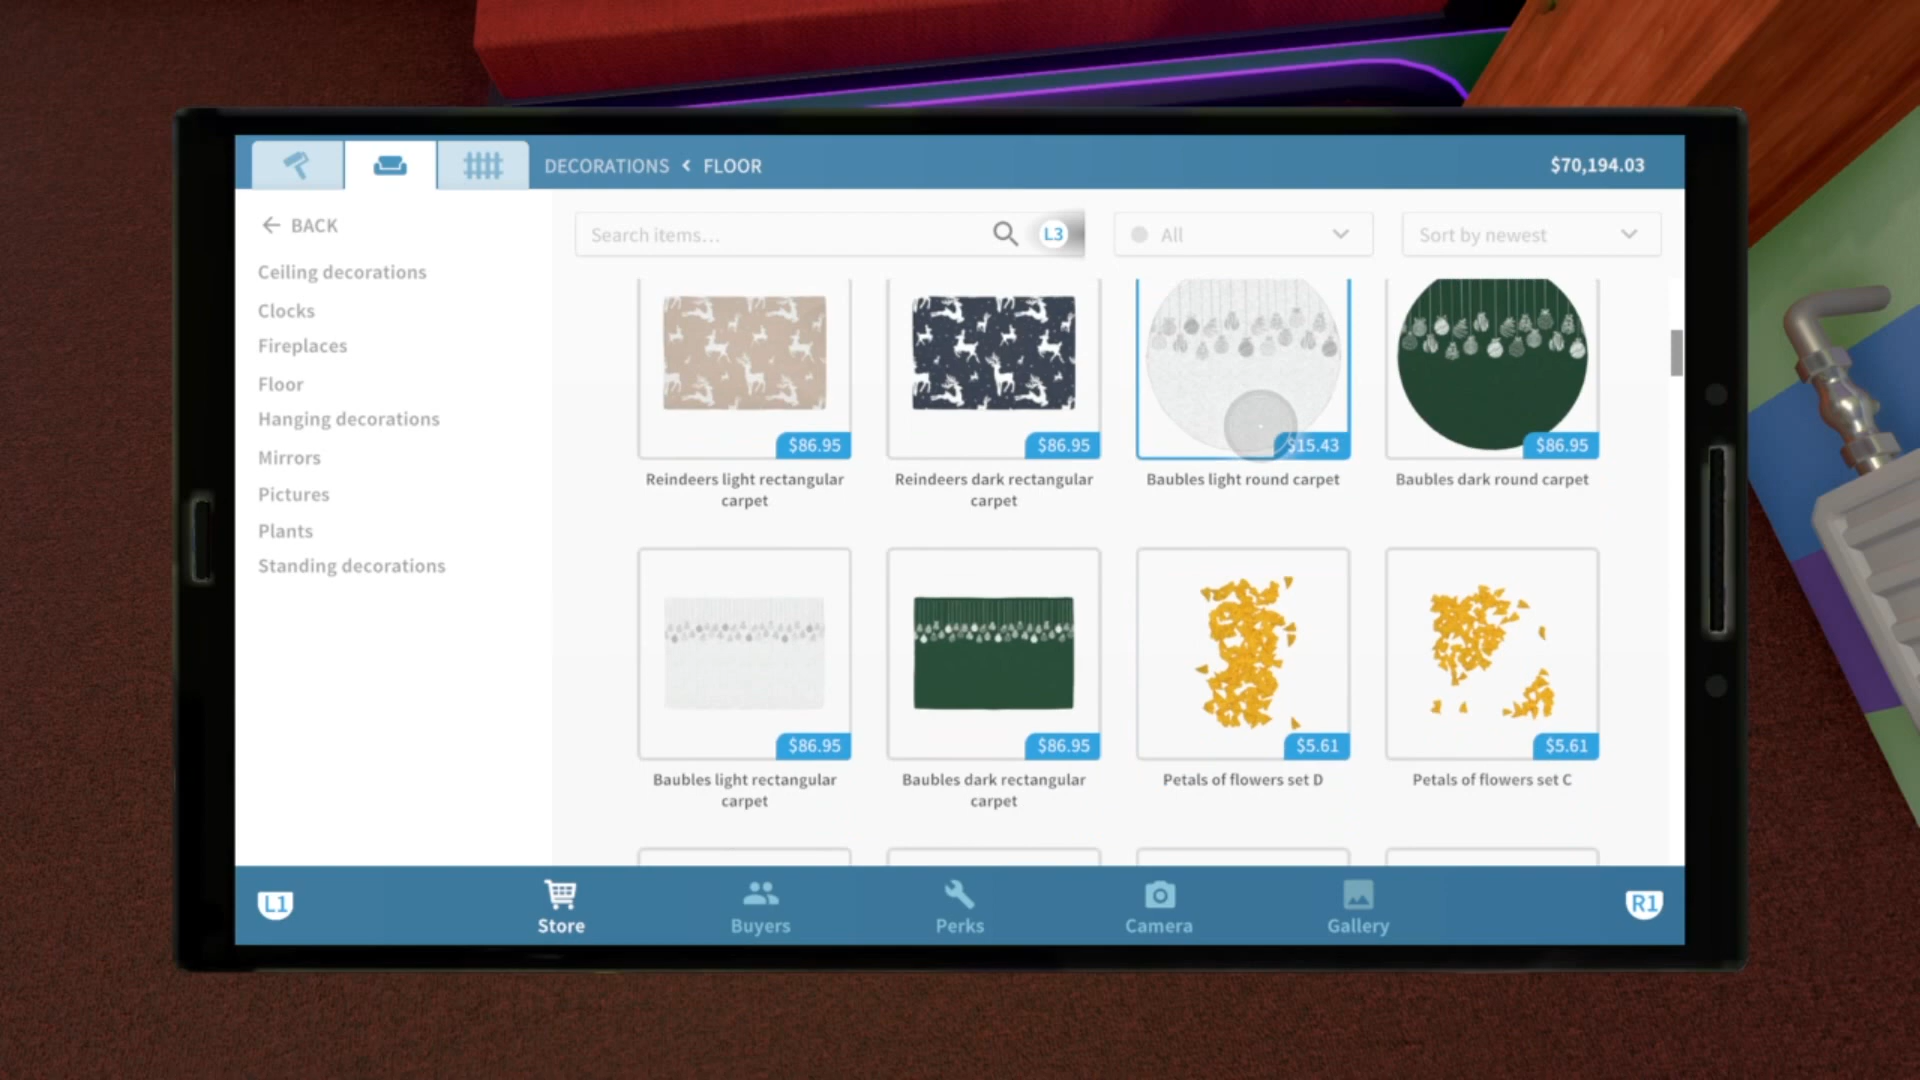 DECORATIONS < FLOOR
$70,194.03
BACK
Search items...
L3
All
Sort by newest
Ceiling decorations
Clocks
Fireplaces
Floor
Hanging decorations
Mirrors
Pictures
Plants
Standing decorations
$86.95
$86.95
$15.43
$86.95
Reindeers light rectangular
carpet
Reindeers dark rectangular
carpet
Baubles light round carpet
Baubles dark round carpet
$86.95
$86.95
$5.61
$5.61
Baubles light rectangular
carpet
Baubles dark rectangular
carpet
Petals of flowers set D
Petals of flowers set C
L1
Store
Buyers
Perks
Camera
Gallery
R1